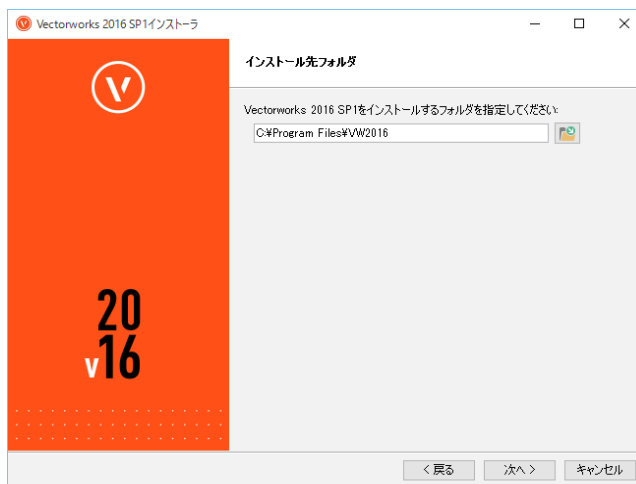 Vectorworks 2016 SP1インストーラ
インストール先フォルダ
Vectorworks 2016 SP1をインストールするフォルダを指定してください:
C:¥Program Files¥VW2016
20
v16
< 戻る
次へ >
キャンセル